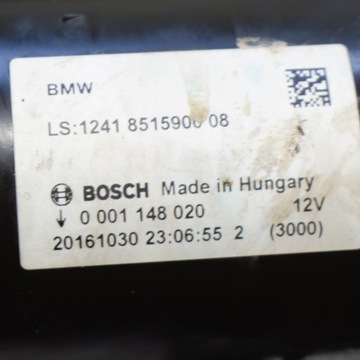 BMW
LS:1241 8515900 08
BOSCH Made in Hungary
0 001 148 020 12V
20161030 23:06:55 2 (3000)